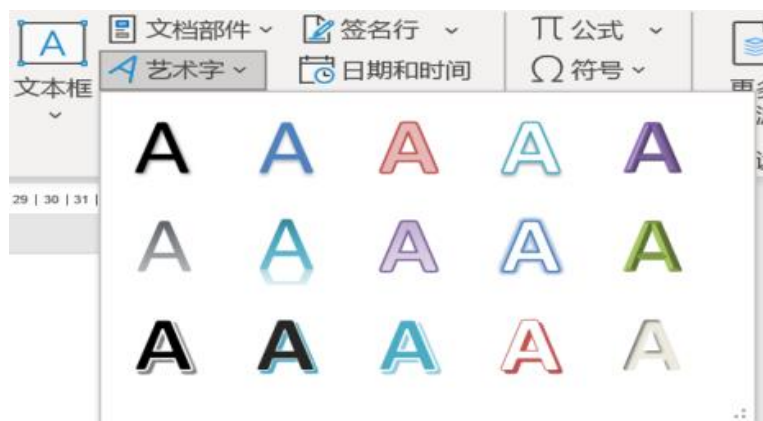 文档部件 签名行 π 公式
A 艺术字 日期和时间 Ω 符号
文本框
29 | 30 | 31 |
A A A A A
A A A A A
A A A A A